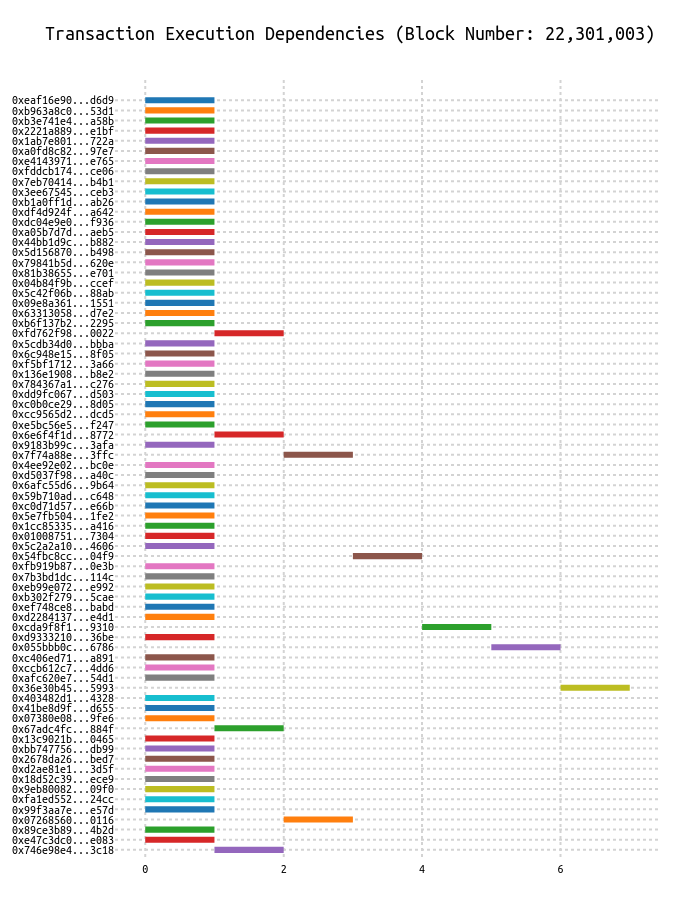 Transaction Execution Dependencies (Block Number: 22,301,003)
0xeaf16e90...d6d9
0xb963a8c0...53d1
0xb3e741e4...a58b
0x2221a889...e1bf
0x1ab7e801...722a
0xa0fd8c82...97e7
0xe4143971...e765
0xfddcb174...ce06
0x7eb70414...b4b1
0x3ee67545...ceb3
0xb1a0ff1d...ab26
0xdf4d924f...a642
0xdc04e9e0...f936
0xa05b7d7d...aeb5
0x44bb1d9c...b882
0x5d156870...b498
0x79841b5d...620e
0x81b38655...e701
0x04b84f9b...ccef
0x5c42f06b...88ab
0x09e8a361...1551
0x63313058...d7e2
0xb6f137b2...2295
0xfd762f98...0022
0x5cdb34d0...bbba
0x6c948e15...8f05
0xf5bf1712...3a66
0x136e1908...b8e2
0x784367a1...c276
0xdd9fc067...d503
0xc0b0ce29...8d05
0xcc9565d2...dcd5
0xe5bc56e5...f247
0x6e6f4f1d...8772
0x9183b99c...3afa
0x7f74a88e...3ffc
0x4ee92e02...bc0e
0xd5037f98...a40c
0x6afc55d6...9b64
0x59b710ad...c648
0xc0d71d57...e66b
0x5e7fb504...1fe2
0x1cc85335...a416
0x01008751...7304
0x5c2a2a10...4606
0x54fbc8cc...04f9
0xfb919b87...0e3b
0x7b3bd1dc...114c
0xeb99e072...e992
0xb302f279...5cae
0xef748ce8...babd
0xd2284137...e4d1
0xcda9f8f1...9310
0xd9333210...36be
0x055bbb0c...6786
0xc406ed71...a891
0xccb612c7...4dd6
0xafc620e7...54d1
0x36e30b45...5993
0x403482d1...4328
0x41be8d9f...d655
0x07380e08...9fe6
0x67adc4fc...884f
0x13c9021b...0465
0xbb747756...db99
0x2678da26...bed7
0xd2ae81e1...3d5f
0x18d52c39...ece9
0x9eb80082...09f0
0xfa1ed552...24cc
0x99f3aa7e...e57d
0x07268560...0116
0x89ce3b89...4b2d
0xe47c3dc0...e083
0x746e98e4...3c18
0 2 4 6